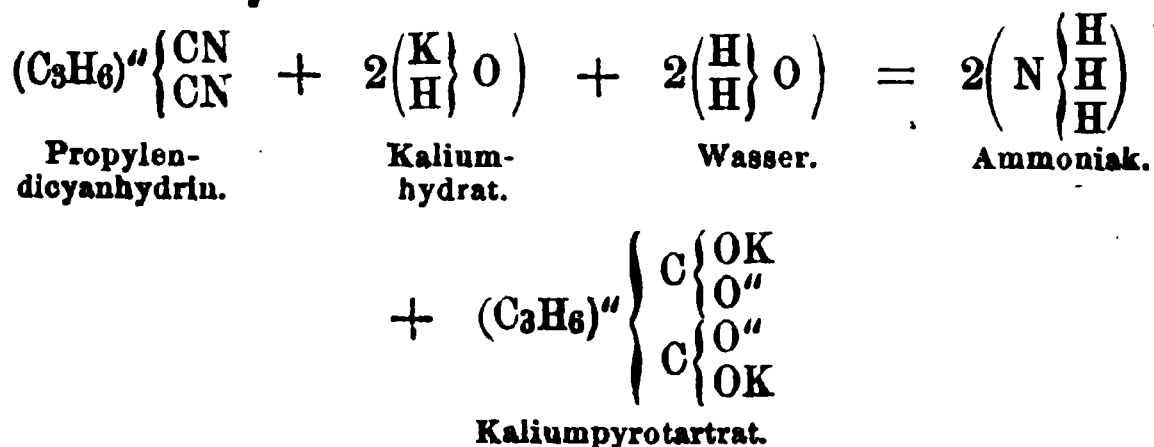 (C₃H₆)″ {CN CN + 2(K H} O) + 2(H H} O) = 2(N {H H H)
Propylen-dicyanhydrin. Kalium-hydrat. Wasser. Ammoniak.
+ (C₃H₆)″ { C{OK O″ C{O″ OK
Kaliumpyrotartrat.